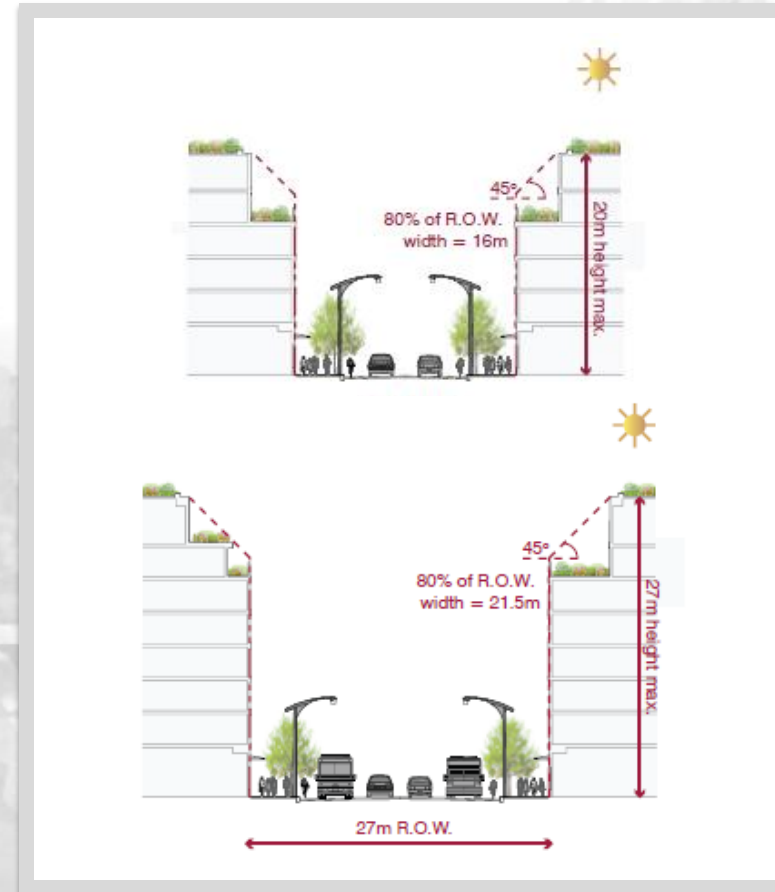 45°
80% of R.O.W.
width = 16m
20m height max.
45°
80% of R.O.W.
width = 21.5m
27m height max.
27m R.O.W.